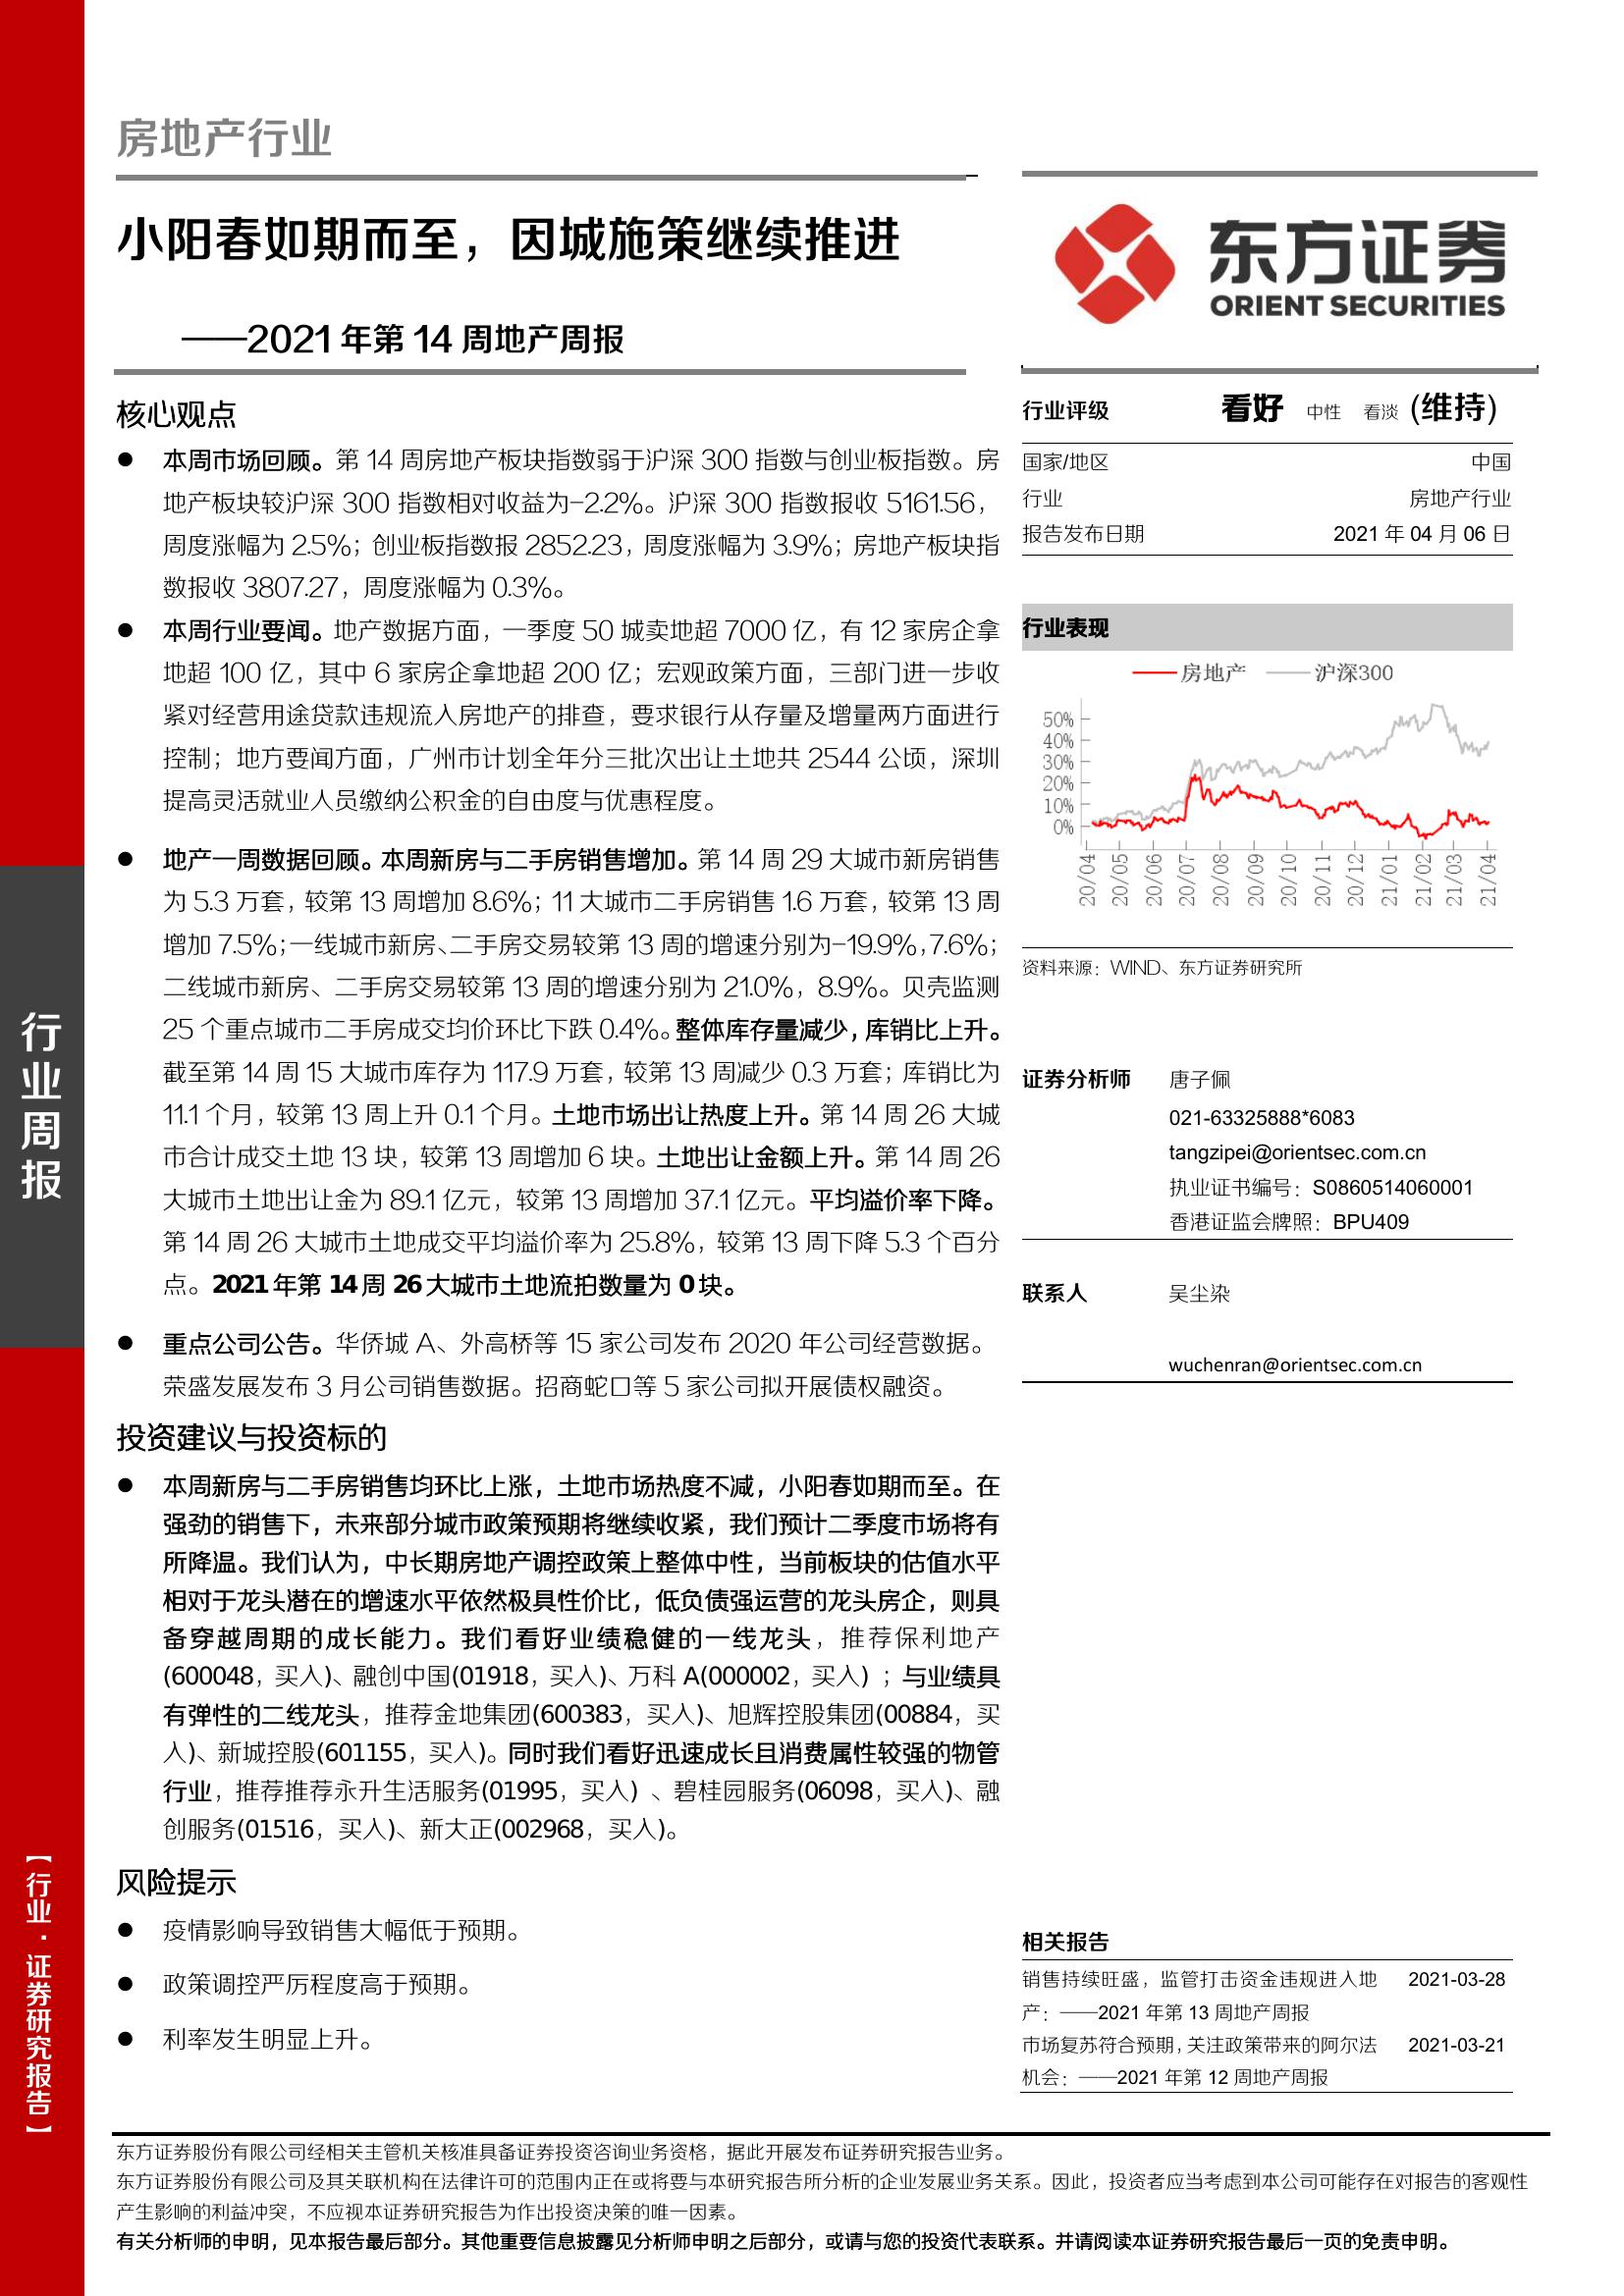 房地产行业
小阳春如期而至，因城施策继续推进
——2021年第14周地产周报
核心观点
● 本周市场回顾。第 14 周房地产板块指数弱于沪深 300 指数与创业板指数。房
地产板块较沪深 300 指数相对收益为-2.2%。沪深 300 指数报收 5161.56，
周度涨幅为 2.5%；创业板指数报 2852.23，周度涨幅为 3.9%；房地产板块指
数报收 3807.27，周度涨幅为 0.3%。
● 本周行业要闻。地产数据方面，一季度 50 城卖地超 7000 亿，有 12 家房企拿
地超 100 亿，其中 6 家房企拿地超 200 亿；宏观政策方面，三部门进一步收
紧对经营用途贷款违规流入房地产的排查，要求银行从存量及增量两方面进行
控制；地方要闻方面，广州市计划全年分三批次出让土地共 2544 公顷，深圳
提高灵活就业人员缴纳公积金的自由度与优惠程度。
● 地产一周数据回顾。本周新房与二手房销售增加。第 14 周 29 大城市新房销售
为 5.3 万套，较第 13 周增加 8.6%；11 大城市二手房销售 1.6 万套，较第 13 周
增加 7.5%；一线城市新房、二手房交易较第 13 周的增速分别为-19.9%，7.6%；
二线城市新房、二手房交易较第 13 周的增速分别为 21.0%，8.9%。贝壳监测
25 个重点城市二手房成交均价环比下跌 0.4%。整体库存量减少，库销比上升。
截至第 14 周 15 大城市库存为 117.9 万套，较第 13 周减少 0.3 万套；库销比为
11.1 个月，较第 13 周上升 0.1 个月。土地市场出让热度上升。第 14 周 26 大城
市合计成交土地 13 块，较第 13 周增加 6 块。土地出让金额上升。第 14 周 26
大城市土地出让金为 89.1 亿元，较第 13 周增加 37.1 亿元。平均溢价率下降。
第 14 周 26 大城市土地成交平均溢价率为 25.8%，较第 13 周下降 5.3 个百分
点。2021 年第 14 周 26 大城市土地流拍数量为 0 块。
● 重点公司公告。华侨城 A、外高桥等 15 家公司发布 2020 年公司经营数据。
荣盛发展发布 3 月公司销售数据。招商蛇口等 5 家公司拟开展债权融资。
投资建议与投资标的
● 本周新房与二手房销售均环比上涨，土地市场热度不减，小阳春如期而至。在
强劲的销售下，未来部分城市政策预期将继续收紧，我们预计二季度市场将有
所降温。我们认为，中长期房地产调控政策上整体中性，当前板块的估值水平
相对于龙头潜在的增速水平依然极具性价比，低负债强运营的龙头房企，则具
备穿越周期的成长能力。我们看好业绩稳健的一线龙头，推荐保利地产
(600048，买入)、融创中国(01918，买入)、万科 A(000002，买入) ；与业绩具
有弹性的二线龙头，推荐金地集团(600383，买入)、旭辉控股集团(00884，买
入)、新城控股(601155，买入)。同时我们看好迅速成长且消费属性较强的物管
行业，推荐推荐永升生活服务(01995，买入) 、碧桂园服务(06098，买入)、融
创服务(01516，买入)、新大正(002968，买入)。
风险提示
● 疫情影响导致销售大幅低于预期。
● 政策调控严厉程度高于预期。
● 利率发生明显上升。
东方证券
ORIENT SECURITIES
行业评级 看好 中性 看淡 (维持)
国家/地区 中国
行业 房地产行业
报告发布日期 2021 年 04 月 06 日
行业表现
房地产 沪深300
50%
40%
30%
20%
10%
0%
20/04 20/05 20/06 20/07 20/08 20/09 20/10 20/11 20/12 21/01 21/02 21/03 21/04
资料来源：WIND、东方证券研究所
证券分析师 唐子佩
021-63325888*6083
tangzipei@orientsec.com.cn
执业证书编号：S0860514060001
香港证监会牌照：BPU409
联系人 吴尘染
wuchenran@orientsec.com.cn
相关报告
销售持续旺盛，监管打击资金违规进入地 2021-03-28
产：——2021 年第 13 周地产周报
市场复苏符合预期，关注政策带来的阿尔法 2021-03-21
机会：——2021 年第 12 周地产周报
行业周报
【行业·证券研究报告】
东方证券股份有限公司经相关主管机关核准具备证券投资咨询业务资格，据此开展发布证券研究报告业务。
东方证券股份有限公司及其关联机构在法律许可的范围内正在或将要与本研究报告所分析的企业发展业务关系。因此，投资者应当考虑到本公司可能存在对报告的客观性
产生影响的利益冲突，不应视本证券研究报告为作出投资决策的唯一因素。
有关分析师的申明，见本报告最后部分。其他重要信息披露见分析师申明之后部分，或请与您的投资代表联系。并请阅读本证券研究报告最后一页的免责申明。